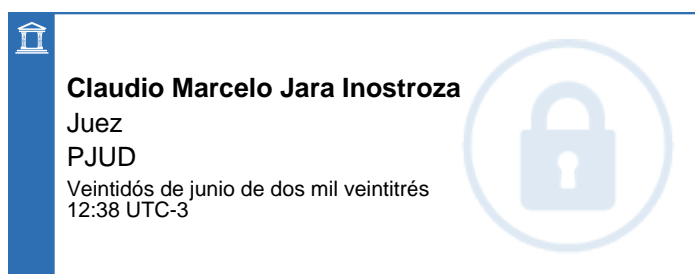 Claudio Marcelo Jara Inostroza
Juez
PJUD
Veintidós de junio de dos mil veintitrés
12:38 UTC-3